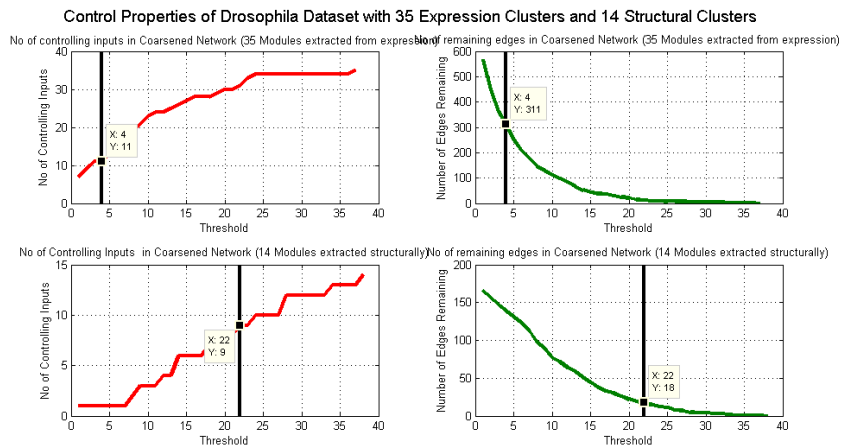 Control Properties of Drosophila Dataset with 35 Expression Clusters and 14 Structural Clusters
No of controlling inputs in Coarsened Network (35 Modules extracted from expression)
No of Controlling Inputs
40
30
20
10
0
X: 4
Y: 11
0 5 10 15 20 25 30 35 40
Threshold
No of remaining edges in Coarsened Network (35 Modules extracted from expression)
Number of Edges Remaining
600
500
400
300
200
100
0
X: 4
Y: 311
0 5 10 15 20 25 30 35 40
Threshold
No of Controlling Inputs in Coarsened Network (14 Modules extracted structurally)
No of Controlling Inputs
15
10
5
0
X: 22
Y: 9
0 5 10 15 20 25 30 35 40
Threshold
No of remaining edges in Coarsened Network (14 Modules extracted structurally)
Number of Edges Remaining
200
150
100
50
0
X: 22
Y: 18
0 5 10 15 20 25 30 35 40
Threshold